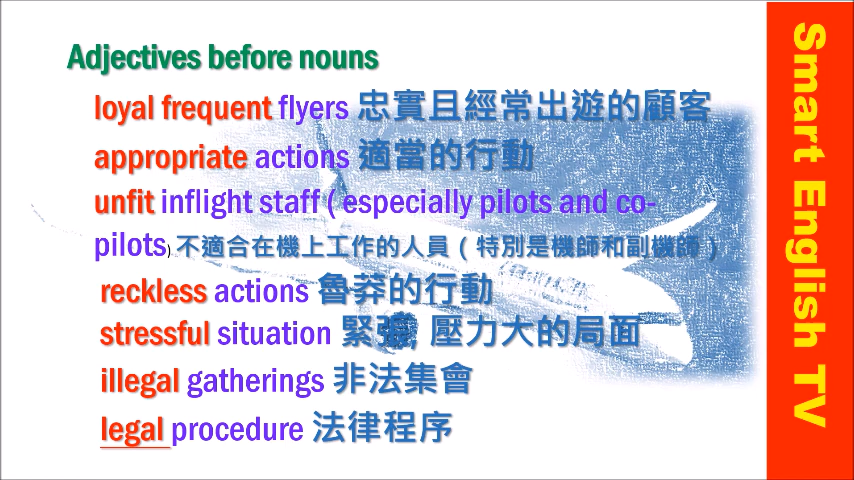 Adjectives before nouns
loyal frequent flyers 忠實且經常出遊的顧客
appropriate actions 適當的行動
unfit inflight staff ( especially pilots and co-
pilots) 不適合在機上工作的人員（特別是機師和副機師）
reckless actions 魯莽的行動
stressful situation 緊張, 壓力大的局面
illegal gatherings 非法集會
legal procedure 法律程序
Smart English TV